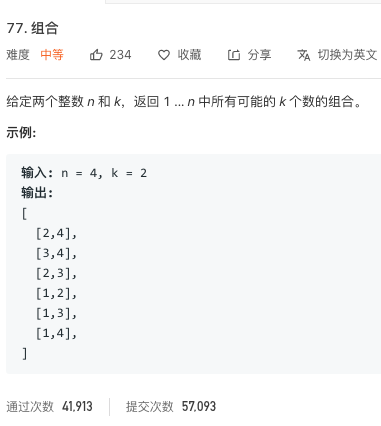 77. 组合
难度 中等 234 收藏 分享 切换为英文
给定两个整数 n 和 k，返回 1 ... n 中所有可能的 k 个数的组合。
示例:
输入: n = 4, k = 2
输出:
[
[2,4],
[3,4],
[2,3],
[1,2],
[1,3],
[1,4],
]
通过次数 41,913 提交次数 57,093